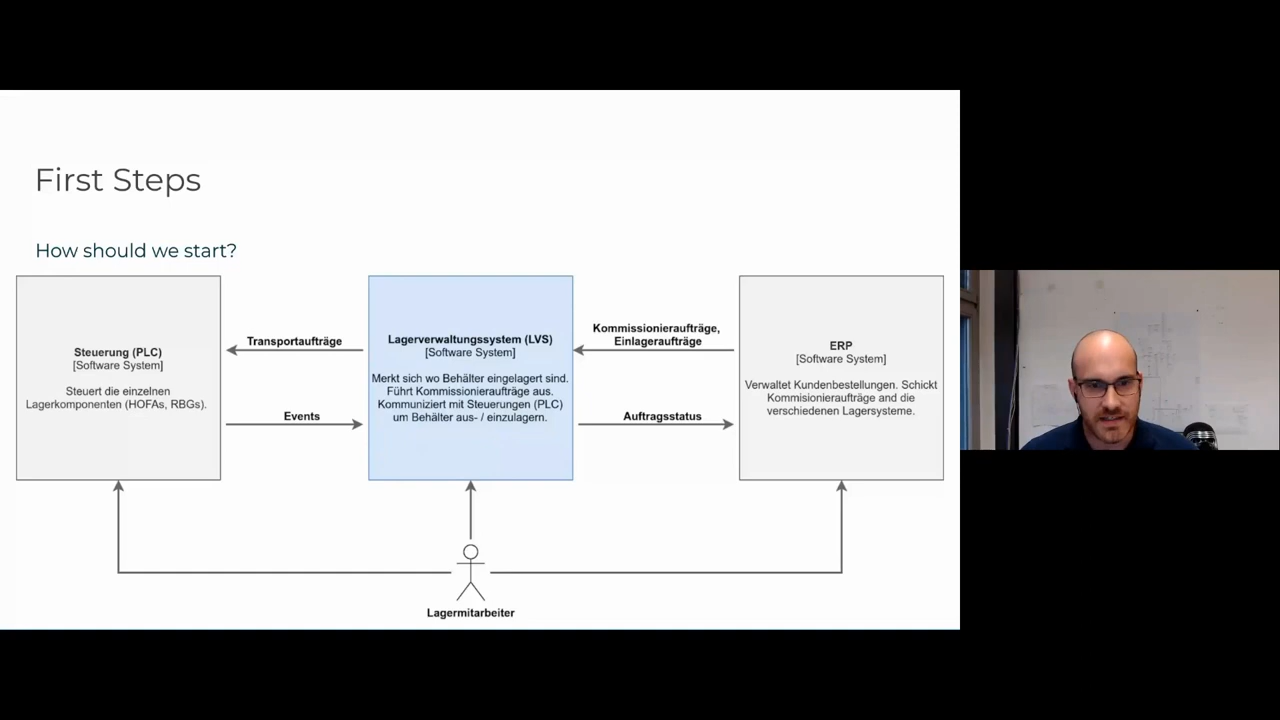 First Steps
How should we start?
Steuerung (PLC)
[Software System]
Steuert die einzelnen
Lagerkomponenten (HOFAs, RBGs).
Transportaufträge
Events
Lagerverwaltungssystem (LVS)
[Software System]
Merkt sich wo Behälter eingelagert sind.
Führt Kommissionieraufträge aus.
Kommuniziert mit Steuerungen (PLC)
um Behälter aus- / einzulagern.
Kommissionieraufträge,
Einlageraufträge
Auftragsstatus
ERP
[Software System]
Verwaltet Kundenbestellungen. Schickt
Kommisionieraufträge and die
verschiedenen Lagersysteme.
Lagermitarbeiter